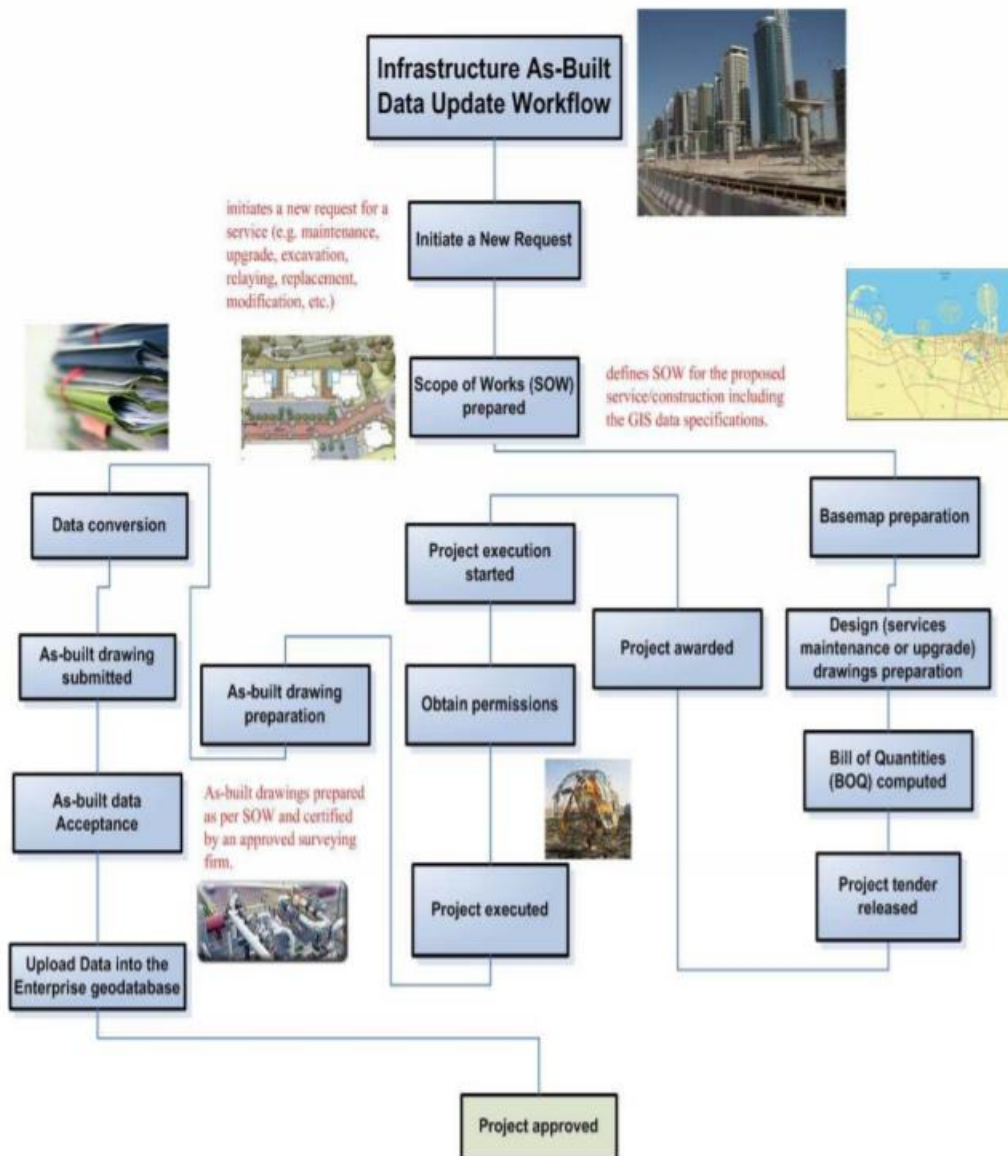 Infrastructure As-Built
Data Update Workflow
initiates a new request for a
service (e.g. maintenance,
upgrade, excavation,
relaying, replacement,
modification, etc.)
Initiate a New Request
Scope of Works (SOW)
prepared
defines SOW for the proposed
service/construction including
the GIS data specifications.
Basemap preparation
Design (services
maintenance or upgrade)
drawings preparation
Bill of Quantities
(BOQ) computed
Project tender
released
Project awarded
Project execution
started
Obtain permissions
Project executed
As-built drawing
preparation
As-built drawings prepared
as per SOW and certified
by an approved surveying
firm.
Data conversion
As-built drawing
submitted
As-built data
Acceptance
Upload Data into the
Enterprise geodatabase
Project approved